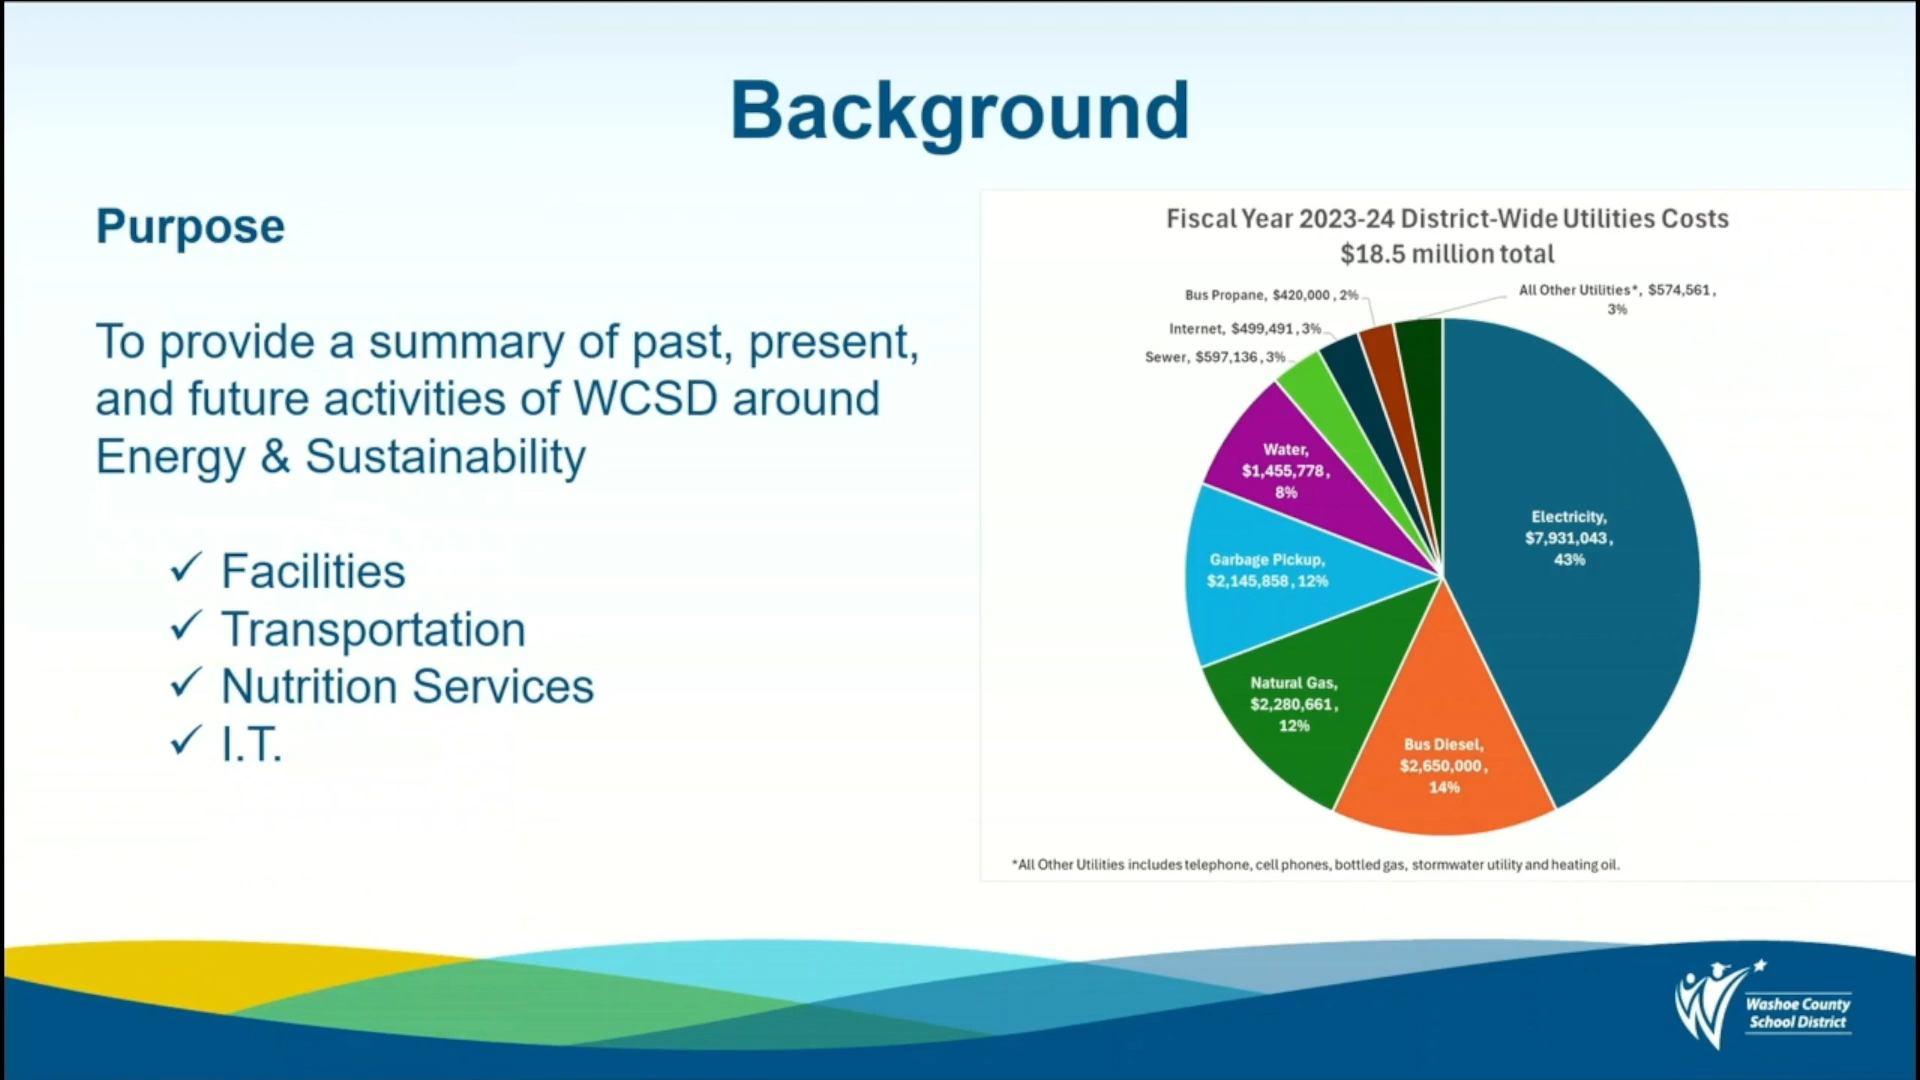 Background
Purpose
To provide a summary of past, present,
and future activities of WCSD around
Energy & Sustainability
✓ Facilities
✓ Transportation
✓ Nutrition Services
✓ I.T.
Fiscal Year 2023-24 District-Wide Utilities Costs
$18.5 million total
Bus Propane, $420,000, 2%
All Other Utilities*, $574,561,
3%
Internet, $499,491, 3%
Sewer, $597,136, 3%
Water,
$1,455,778,
8%
Electricity,
$7,931,043,
43%
Garbage Pickup,
$2,145,858, 12%
Natural Gas,
$2,280,661,
12%
Bus Diesel,
$2,650,000,
14%
*All Other Utilities includes telephone, cell phones, bottled gas, stormwater utility and heating oil.
Washoe County
School District